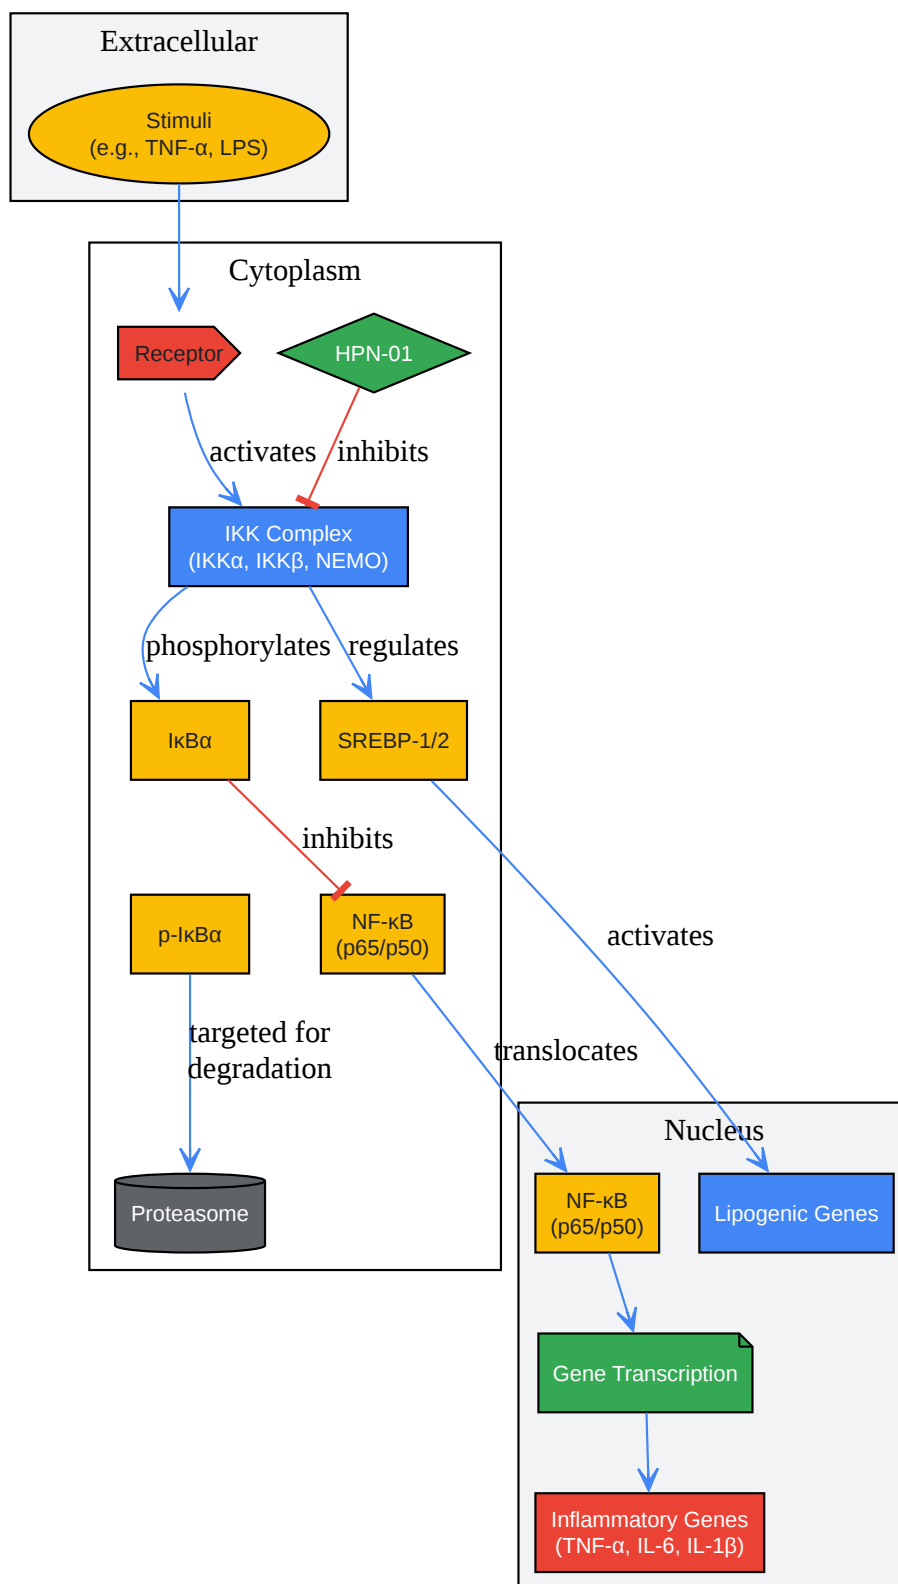 Extracellular
Stimuli
(e.g., TNF-α, LPS)
Cytoplasm
Receptor
HPN-01
activates
inhibits
IKK Complex
(IKKα, IKKβ, NEMO)
phosphorylates
regulates
IκBα
SREBP-1/2
inhibits
p-IκBα
NF-κB
(p65/p50)
activates
targeted for
degradation
translocates
Nucleus
Proteasome
NF-κB
(p65/p50)
Lipogenic Genes
Gene Transcription
Inflammatory Genes
(TNF-α, IL-6, IL-1β)